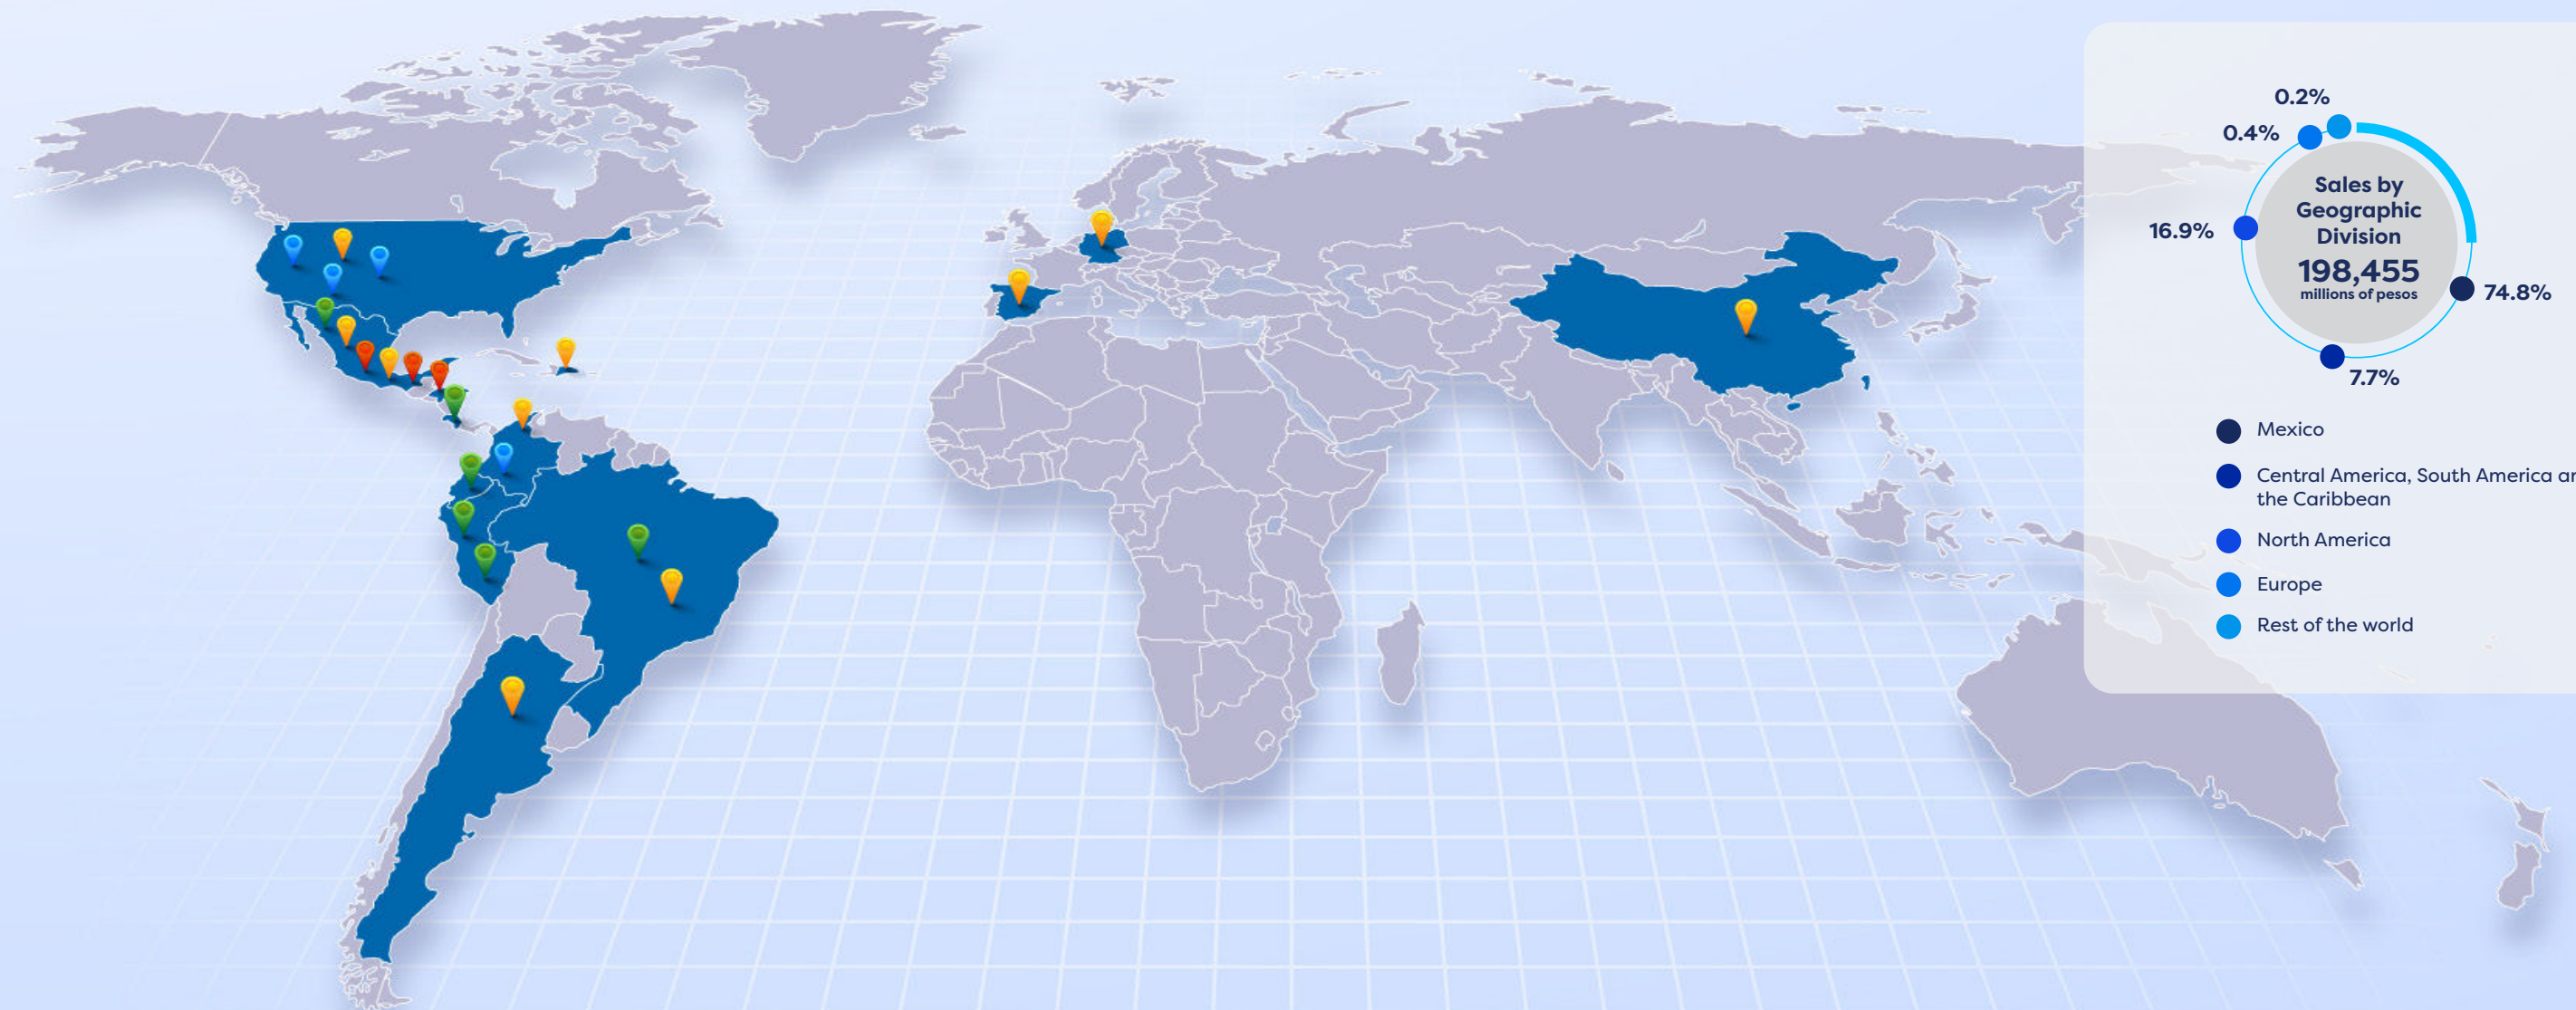 0.2%
0.4%
Sales by
Geographic
Division
198,455
millions of pesos
16.9%
74.8%
7.7%
Mexico
Central America, South America
the Caribbean
North America
Europe
Rest of the world